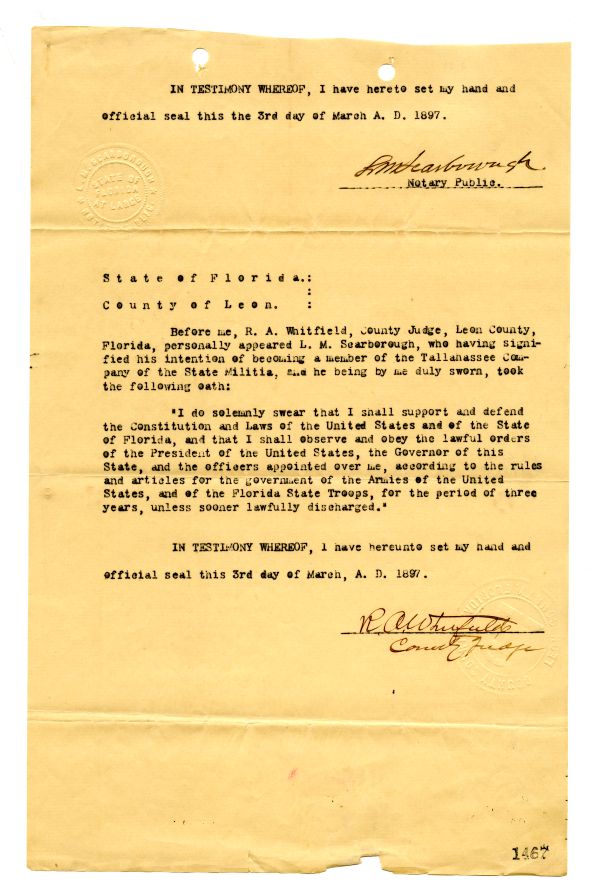 IN TESTIMONY WHEREOF, I have hereto set my hand and
official seal this the 3rd day of March A. D. 1897.
L M Scarborough.
Notary Public.
STATE OF
FLORIDA
AT LARGE
State of Florida.:
:
County of Leon. :
Before me, R. A. Whitfield, County Judge, Leon County,
Florida, personally appeared L. M. Scarborough, who having signi-
fied his intention of becoming a member of the Tallahassee Com-
pany of the State Militia, and he being by me duly sworn, took
the following oath:
"I do solemnly swear that I shall support and defend
the Constitution and Laws of the United States and of the State
of Florida, and that I shall observe and obey the lawful orders
of the President of the United States, the Governor of this
State, and the officers appointed over me, according to the rules
and articles for the government of the Armies of the United
States, and of the Florida State Troops, for the period of three
years, unless sooner lawfully discharged."
IN TESTIMONY WHEREOF, I have hereunto set my hand and
official seal this 3rd day of March, A. D. 1897.
R. A. Whitfield
County Judge
1467